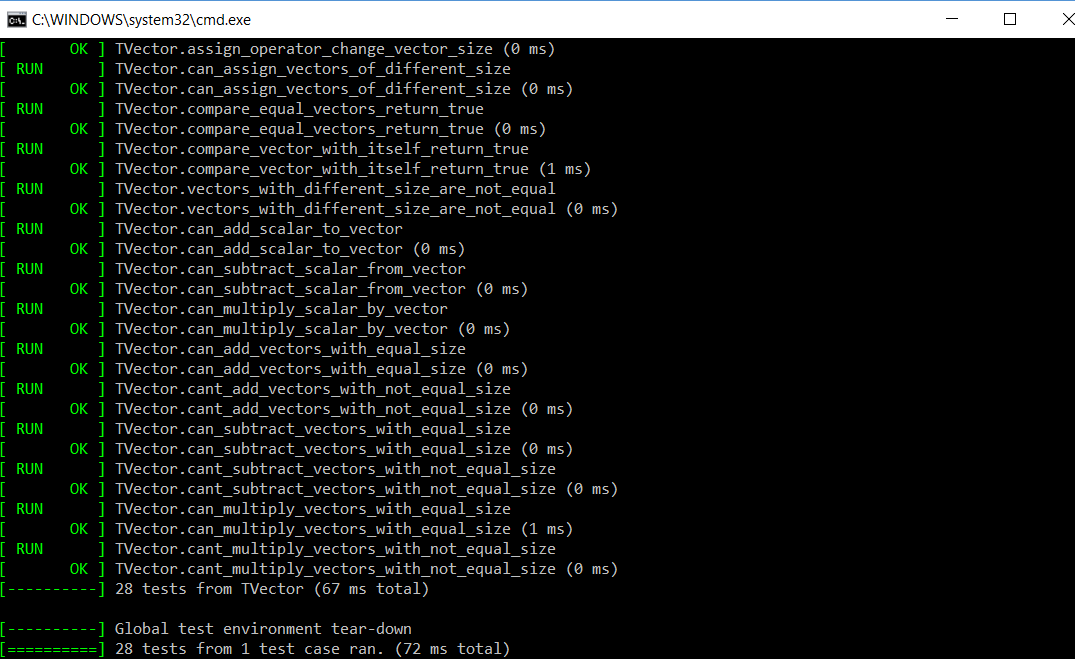 C:\WINDOWS\system32\cmd.exe
[       OK ] TVector.assign_operator_change_vector_size (0 ms)
[ RUN      ] TVector.can_assign_vectors_of_different_size
[       OK ] TVector.can_assign_vectors_of_different_size (0 ms)
[ RUN      ] TVector.compare_equal_vectors_return_true
[       OK ] TVector.compare_equal_vectors_return_true (0 ms)
[ RUN      ] TVector.compare_vector_with_itself_return_true
[       OK ] TVector.compare_vector_with_itself_return_true (1 ms)
[ RUN      ] TVector.vectors_with_different_size_are_not_equal
[       OK ] TVector.vectors_with_different_size_are_not_equal (0 ms)
[ RUN      ] TVector.can_add_scalar_to_vector
[       OK ] TVector.can_add_scalar_to_vector (0 ms)
[ RUN      ] TVector.can_subtract_scalar_from_vector
[       OK ] TVector.can_subtract_scalar_from_vector (0 ms)
[ RUN      ] TVector.can_multiply_scalar_by_vector
[       OK ] TVector.can_multiply_scalar_by_vector (0 ms)
[ RUN      ] TVector.can_add_vectors_with_equal_size
[       OK ] TVector.can_add_vectors_with_equal_size (0 ms)
[ RUN      ] TVector.cant_add_vectors_with_not_equal_size
[       OK ] TVector.cant_add_vectors_with_not_equal_size (0 ms)
[ RUN      ] TVector.can_subtract_vectors_with_equal_size
[       OK ] TVector.can_subtract_vectors_with_equal_size (0 ms)
[ RUN      ] TVector.cant_subtract_vectors_with_not_equal_size
[       OK ] TVector.cant_subtract_vectors_with_not_equal_size (0 ms)
[ RUN      ] TVector.can_multiply_vectors_with_equal_size
[       OK ] TVector.can_multiply_vectors_with_equal_size (1 ms)
[ RUN      ] TVector.cant_multiply_vectors_with_not_equal_size
[       OK ] TVector.cant_multiply_vectors_with_not_equal_size (0 ms)
[----------] 28 tests from TVector (67 ms total)
[----------] Global test environment tear-down
[==========] 28 tests from 1 test case ran. (72 ms total)